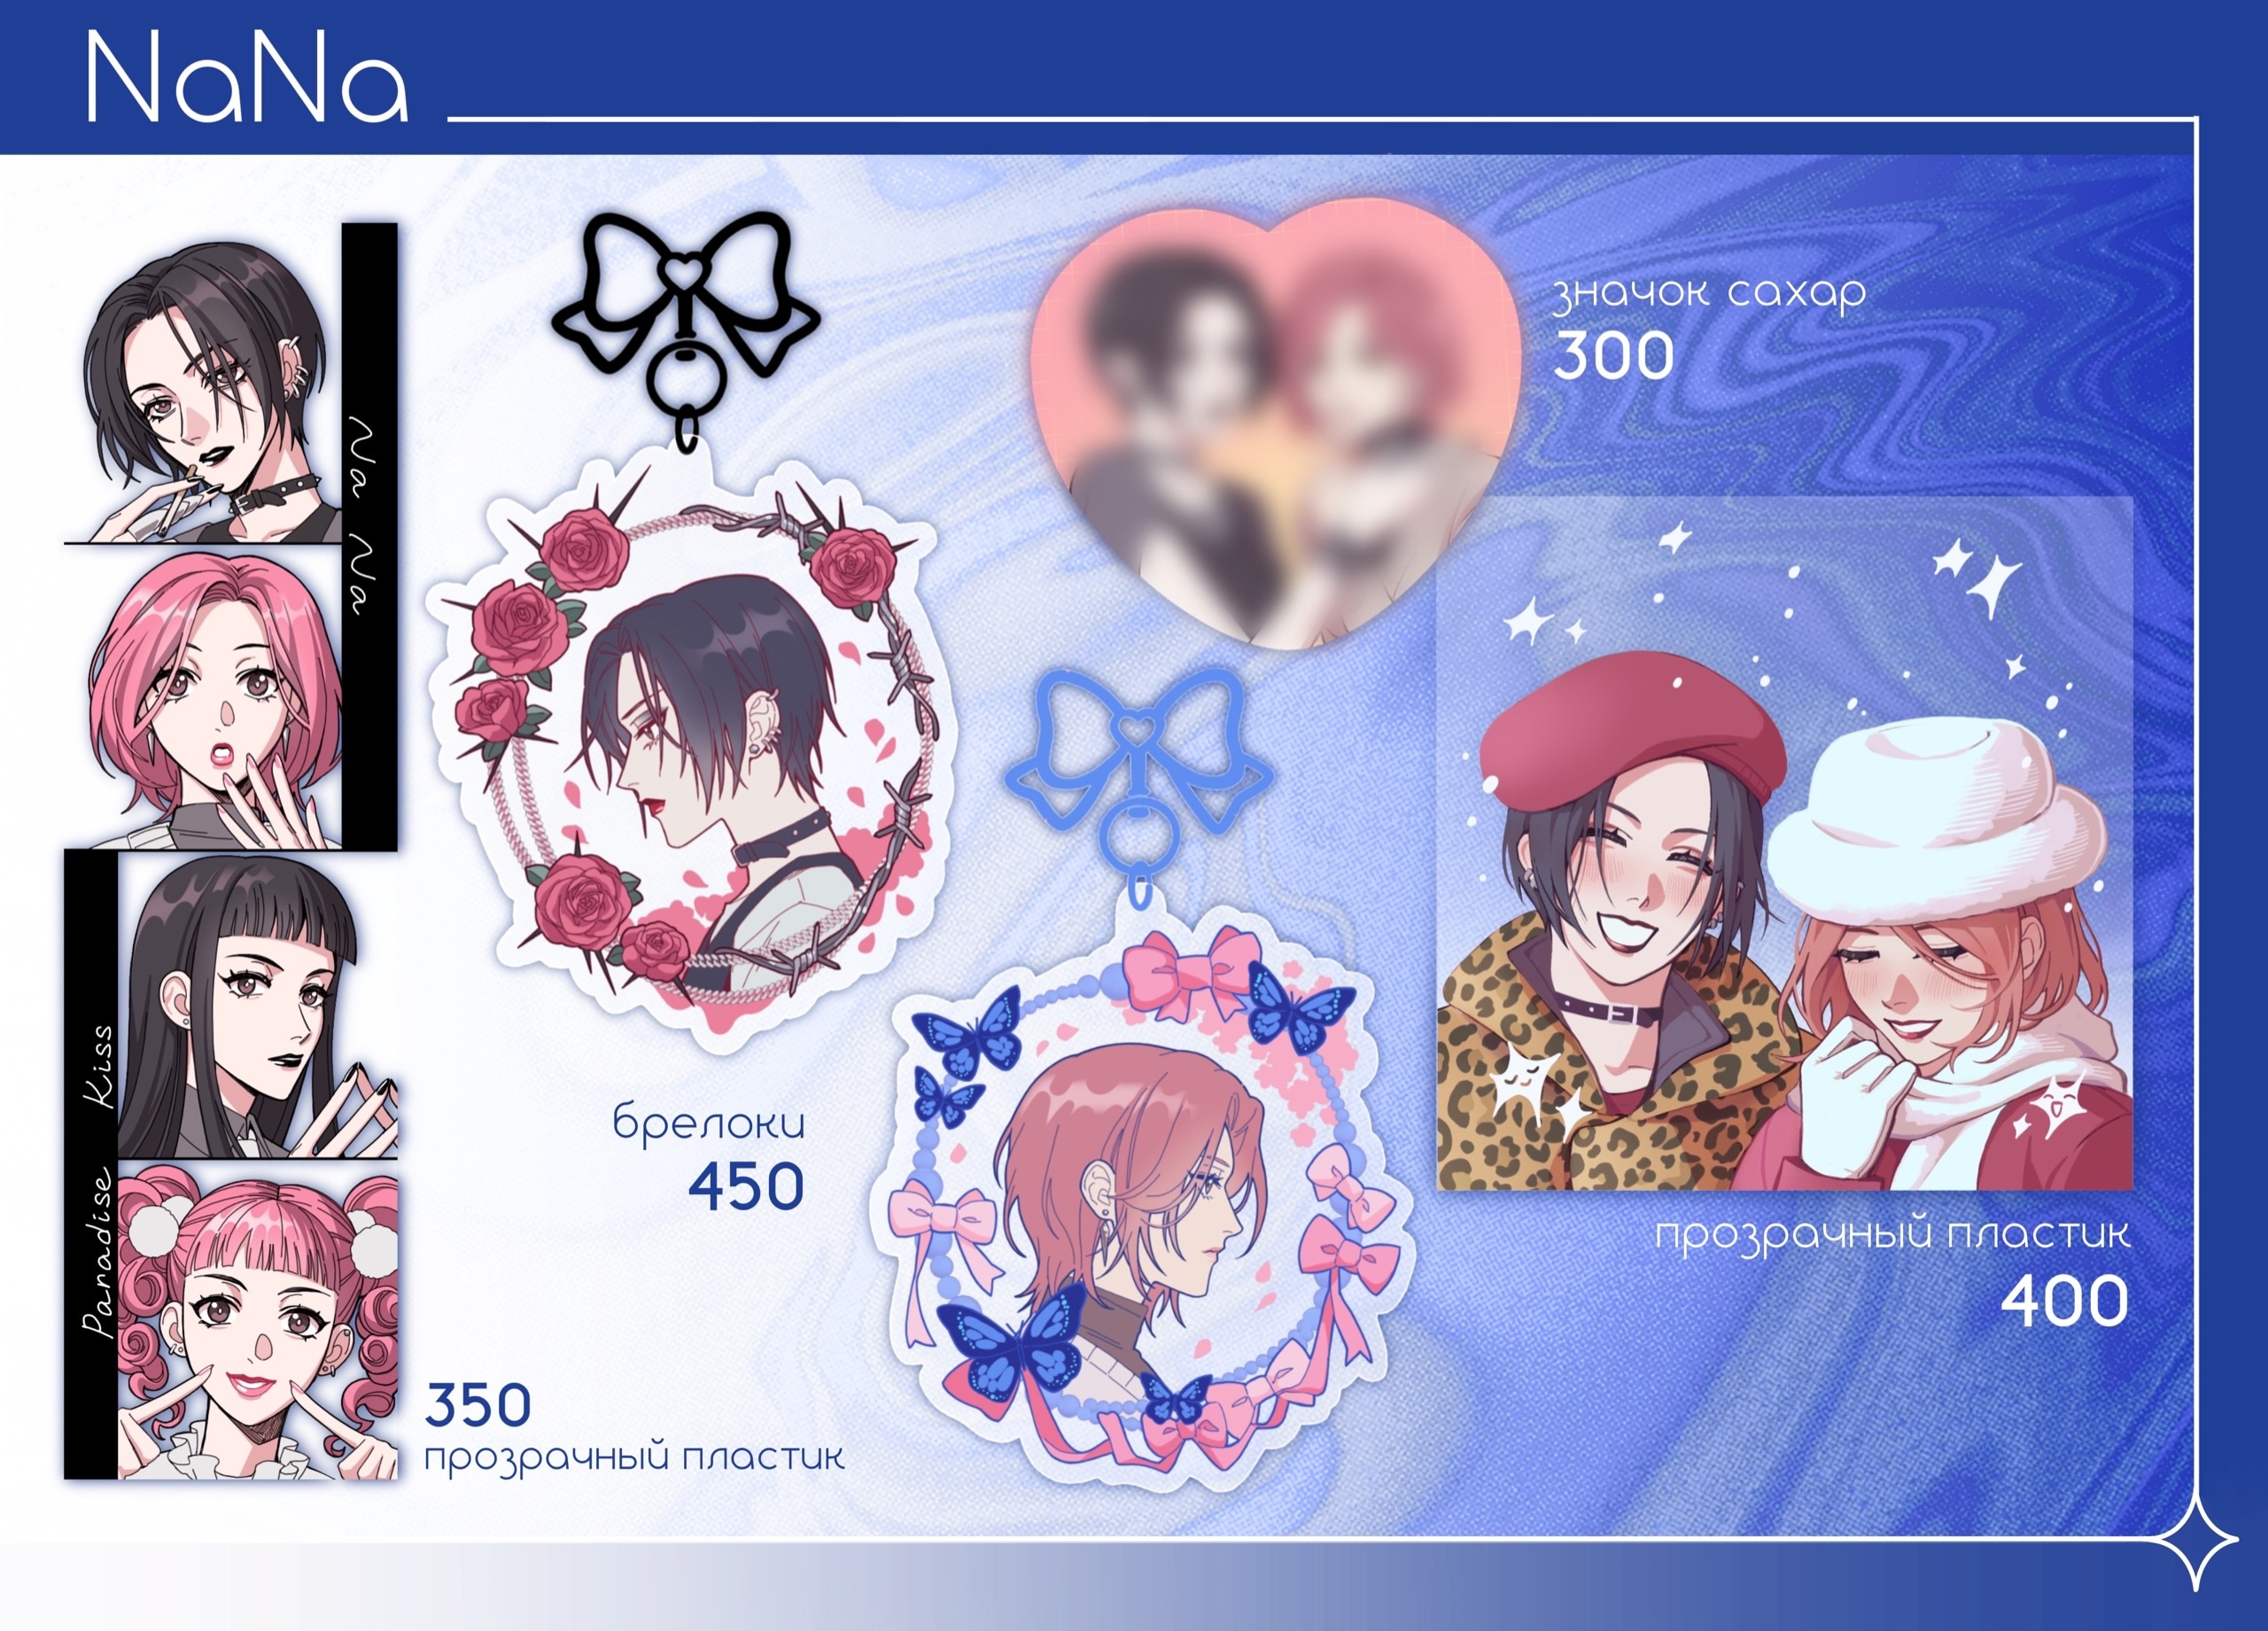 NaNa
Na Na
Paradise Kiss
значок сахар
300
брелоки
450
прозрачный пластик
400
350
прозрачный пластик